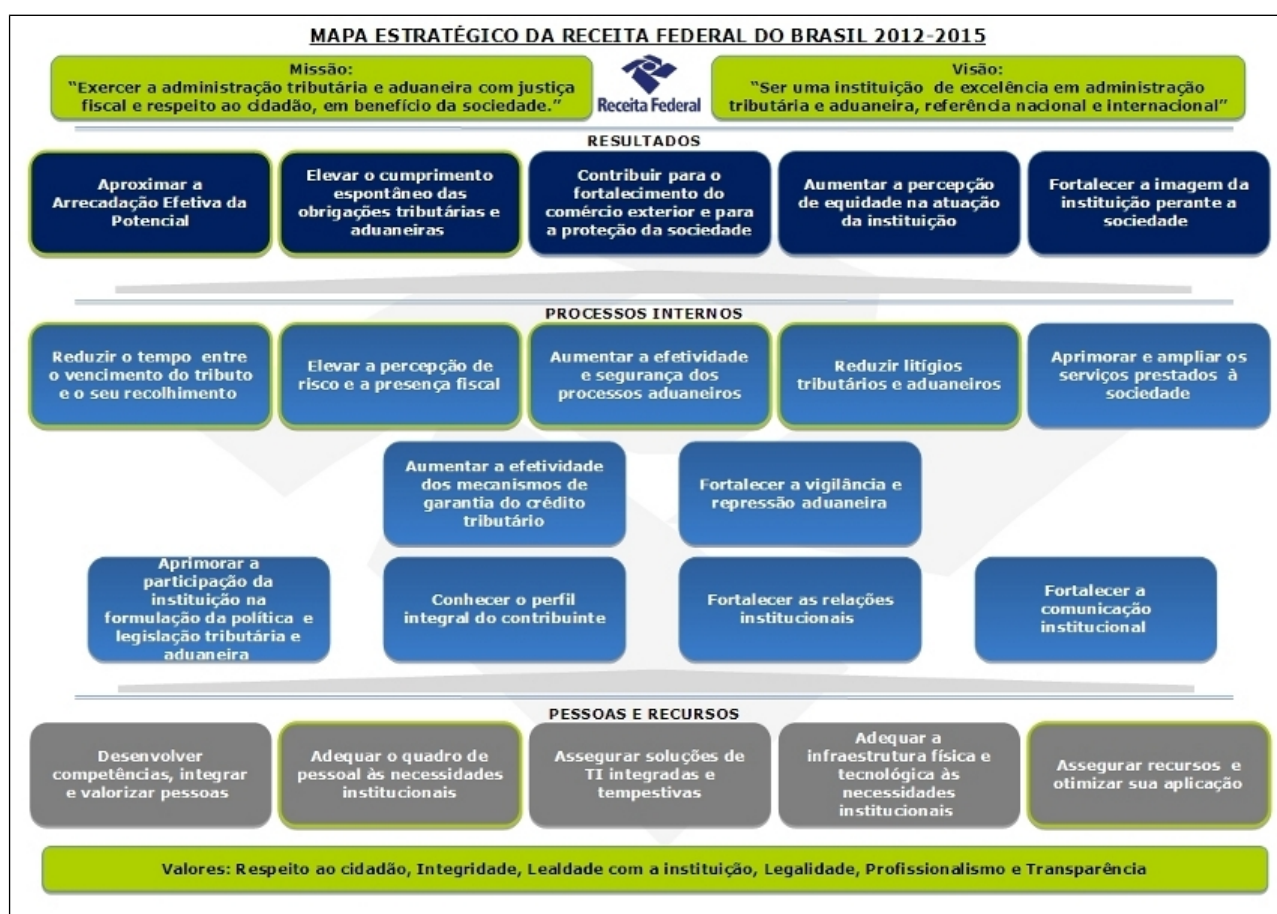 MAPA ESTRATÉGICO DA RECEITA FEDERAL DO BRASIL 2012-2015
Missão:
“Exercer a administração tributária e aduaneira com justiça
fiscal e respeito ao cidadão, em benefício da sociedade.”
Receita Federal
Visão:
“Ser uma instituição de excelência em administração
tributária e aduaneira, referência nacional e internacional”
RESULTADOS
Aproximar a
Arrecadação Efetiva da
Potencial
Elevar o cumprimento
espontâneo das
obrigações tributárias e
aduaneiras
Contribuir para o
fortalecimento do
comércio exterior e para
a proteção da sociedade
Aumentar a percepção
de equidade na atuação
da instituição
Fortalecer a imagem da
instituição perante a
sociedade
PROCESSOS INTERNOS
Reduzir o tempo entre
o vencimento do tributo
e o seu recolhimento
Elevar a percepção de
risco e a presença fiscal
Aumentar a efetividade
e segurança dos
processos aduaneiros
Reduzir litígios
tributários e aduaneiros
Aprimorar e ampliar os
serviços prestados à
sociedade
Aumentar a efetividade
dos mecanismos de
garantia do crédito
tributário
Fortalecer a vigilância e
repressão aduaneira
Aprimorar a
participação da
instituição na
formulação da política e
legislação tributária e
aduaneira
Conhecer o perfil
integral do contribuinte
Fortalecer as relações
institucionais
Fortalecer a
comunicação
institucional
PESSOAS E RECURSOS
Desenvolver
competências, integrar
e valorizar pessoas
Adequar o quadro de
pessoal às necessidades
institucionais
Assegurar soluções de
TI integradas e
tempestivas
Adequar a
infraestrutura física e
tecnológica às
necessidades
institucionais
Assegurar recursos e
otimizar sua aplicação
Valores: Respeito ao cidadão, Integridade, Lealdade com a instituição, Legalidade, Profissionalismo e Transparência